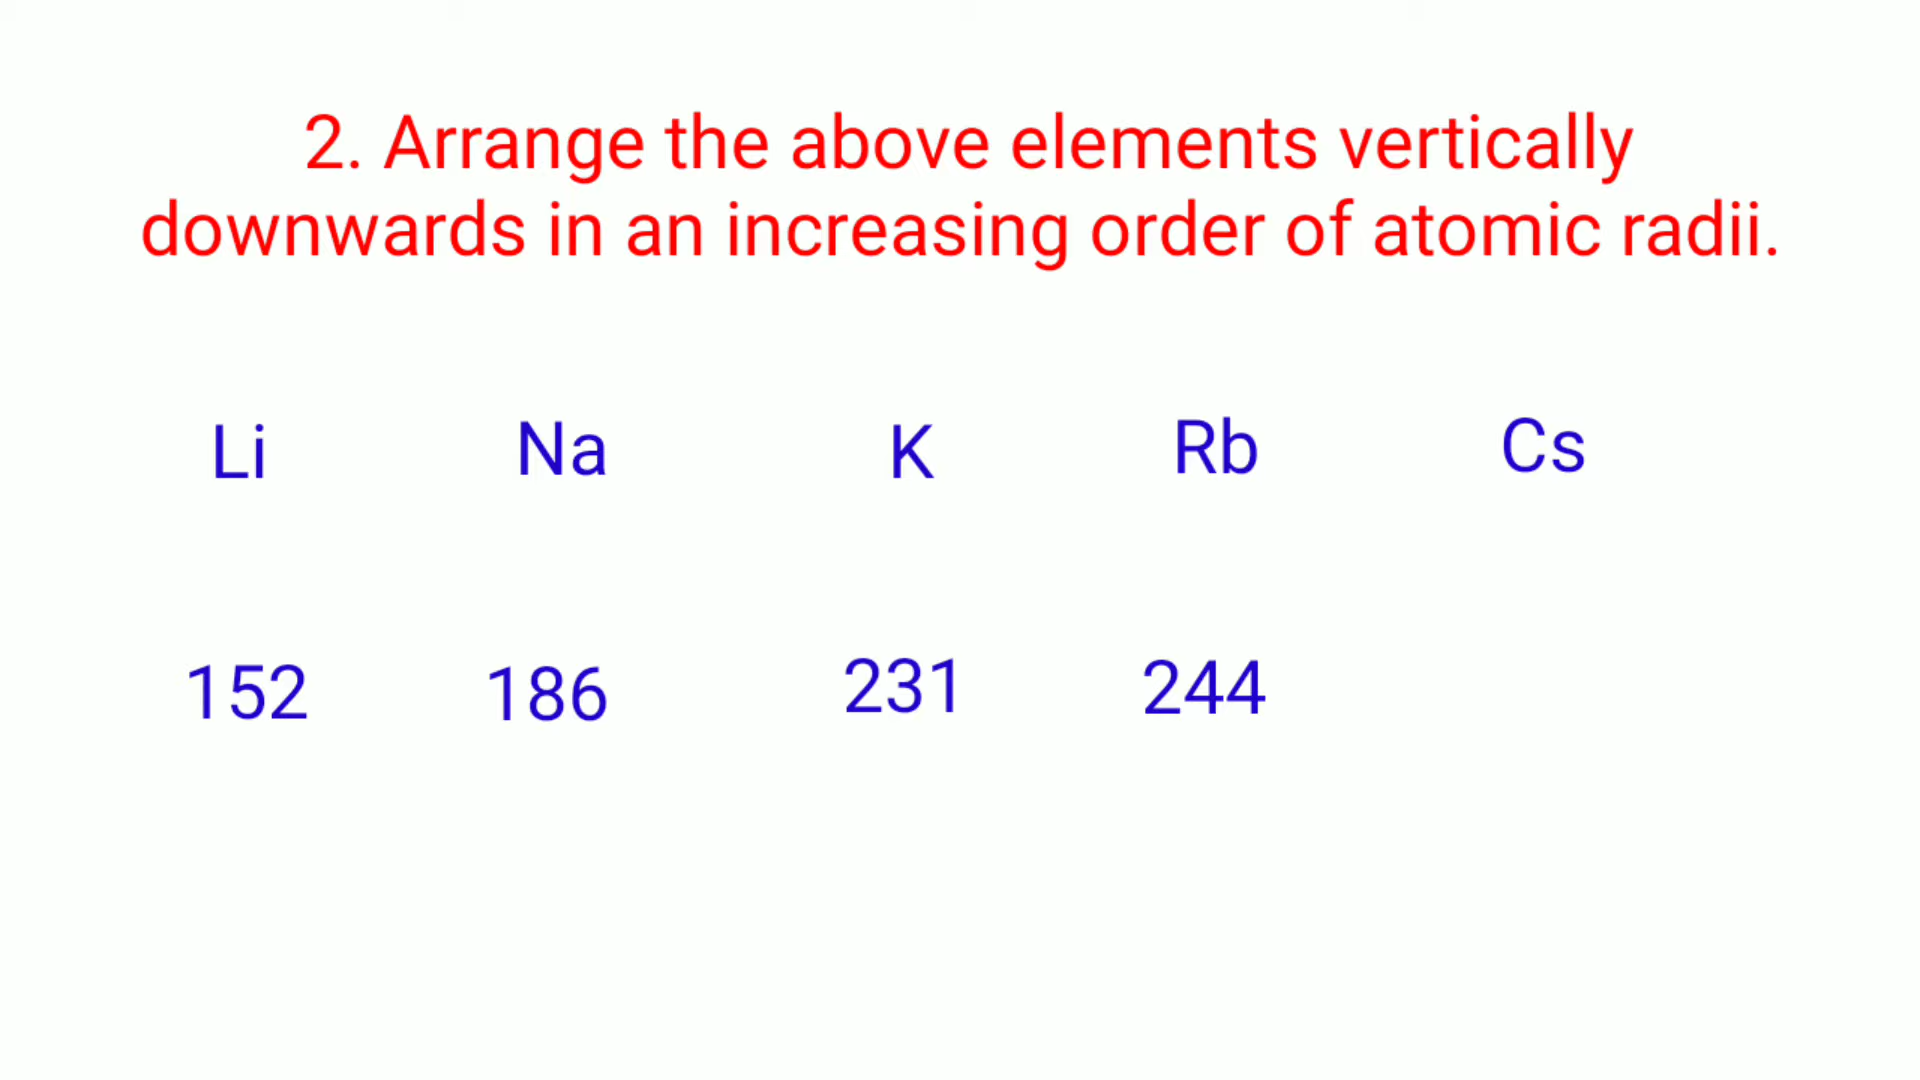 2. Arrange the above elements vertically
downwards in an increasing order of atomic radii.
Li Na K Rb Cs
152 186 231 244